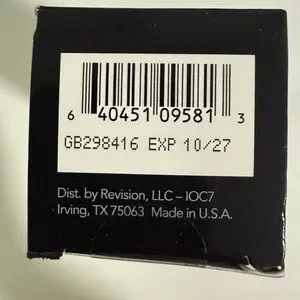 6 40451 09581 3
GB298416 EXP 10/27
Dist. by Revision, LLC – IOC7
Irving, TX 75063 Made in U.S.A.